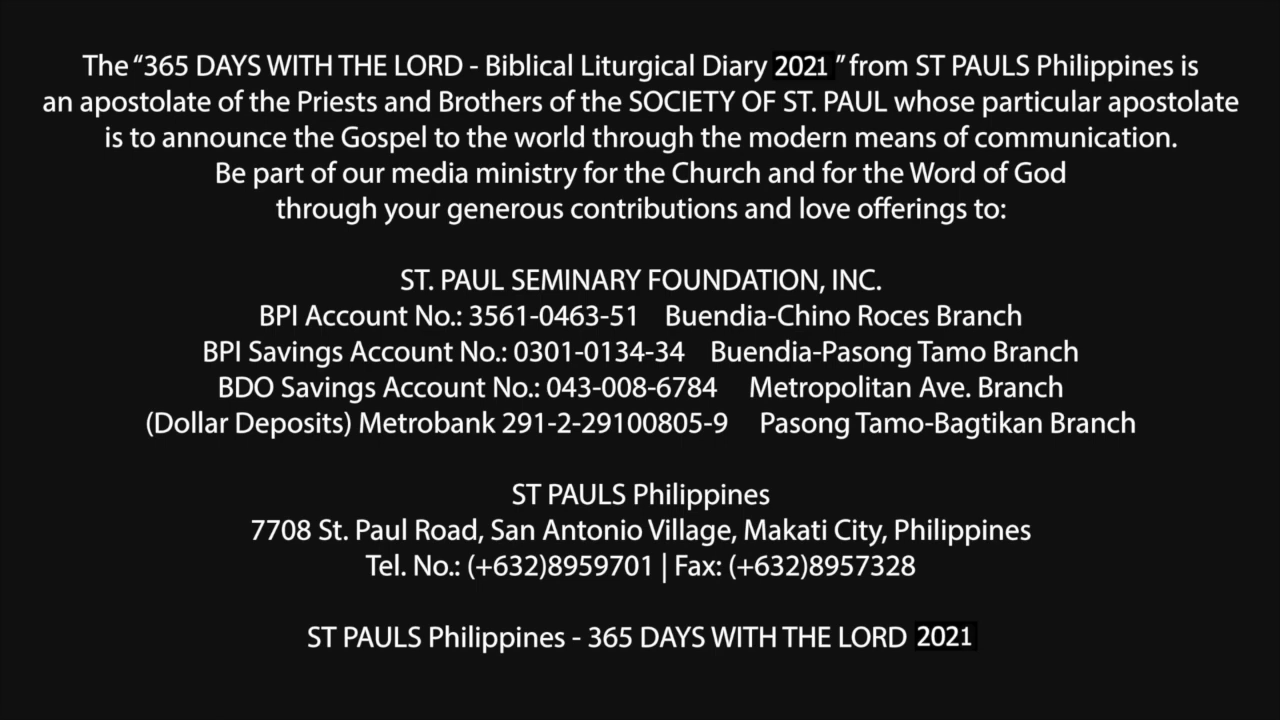 The “365 DAYS WITH THE LORD - Biblical Liturgical Diary 2021 ” from ST PAULS Philippines is
an apostolate of the Priests and Brothers of the SOCIETY OF ST. PAUL whose particular apostolate
is to announce the Gospel to the world through the modern means of communication.
Be part of our media ministry for the Church and for the Word of God
through your generous contributions and love offerings to:
ST. PAUL SEMINARY FOUNDATION, INC.
BPI Account No.: 3561-0463-51 Buendia-Chino Roces Branch
BPI Savings Account No.: 0301-0134-34 Buendia-Pasong Tamo Branch
BDO Savings Account No.: 043-008-6784 Metropolitan Ave. Branch
(Dollar Deposits) Metrobank 291-2-29100805-9 Pasong Tamo-Bagtikan Branch
ST PAULS Philippines
7708 St. Paul Road, San Antonio Village, Makati City, Philippines
Tel. No.: (+632)8959701 | Fax: (+632)8957328
ST PAULS Philippines - 365 DAYS WITH THE LORD 2021